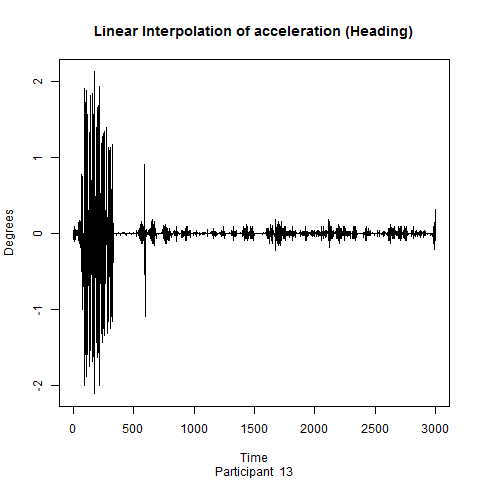 Linear Interpolation of acceleration (Heading)
Degrees
2
1
0
-1
-2
0 500 1000 1500 2000 2500 3000
Time
Participant 13